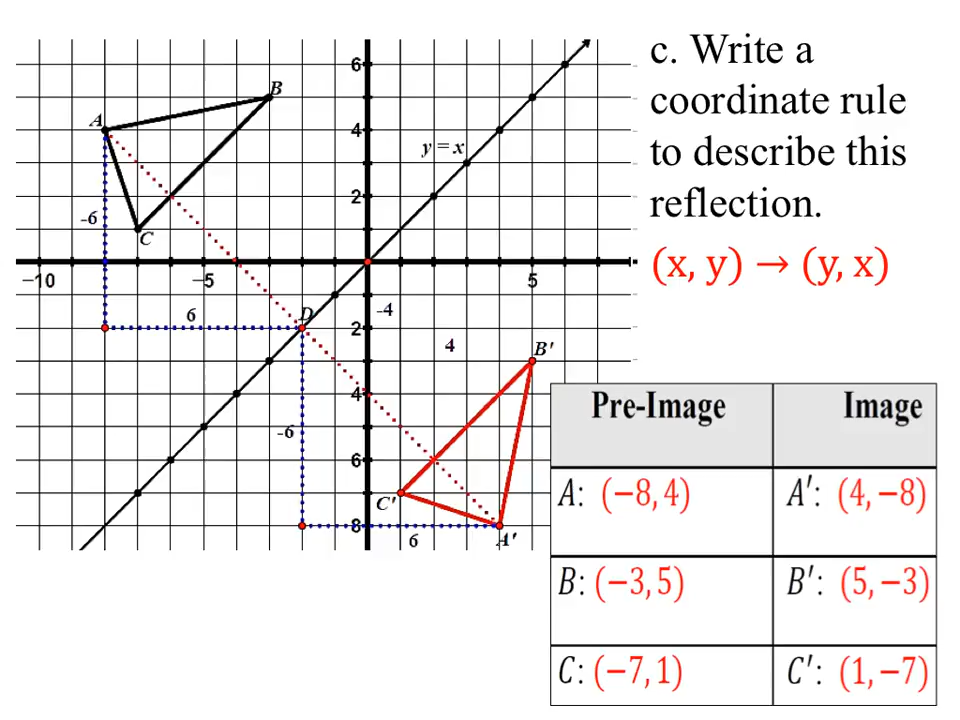 c. Write a
coordinate rule
to describe this
reflection.
(x, y) → (y, x)
6
B
A
4
y = x
2
-6
C
−10
−5
5
6
D
-4
2
4
B'
4
-6
6
C'
8
6
A'
Pre-Image Image
A: (−8, 4) A′: (4, −8)
B: (−3, 5) B′: (5, −3)
C: (−7, 1) C′: (1, −7)